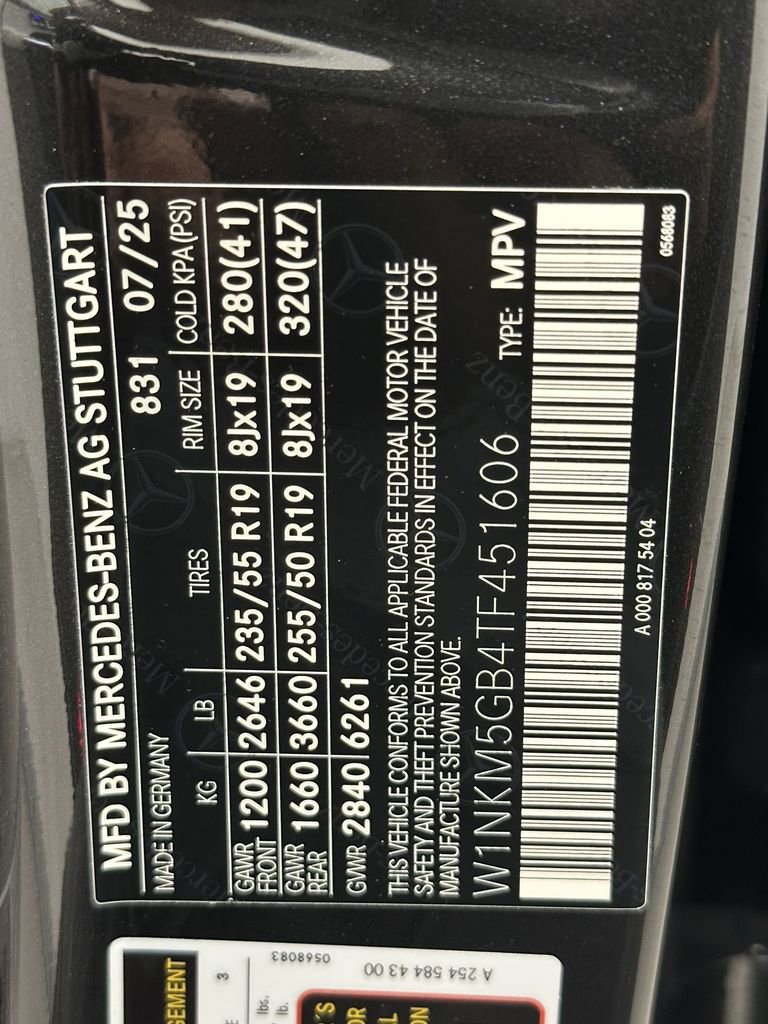 MFD BY MERCEDES-BENZ AG STUTTGART
MADE IN GERMANY 831 07/25
KG LB TIRES RIM SIZE COLD KPA (PSI)
GAWR FRONT 1200 2646 235/55 R19 8Jx19 280(41)
GAWR REAR 1660 3660 255/50 R19 8Jx19 320(47)
GVWR 2840 6261
THIS VEHICLE CONFORMS TO ALL APPLICABLE FEDERAL MOTOR VEHICLE
SAFETY AND THEFT PREVENTION STANDARDS IN EFFECT ON THE DATE OF
MANUFACTURE SHOWN ABOVE.
W1NKM5GB4TF451606 TYPE: MPV
A 000 817 54 04
0568083
0568083
A 254 584 43 00
3
lbs.
lb.